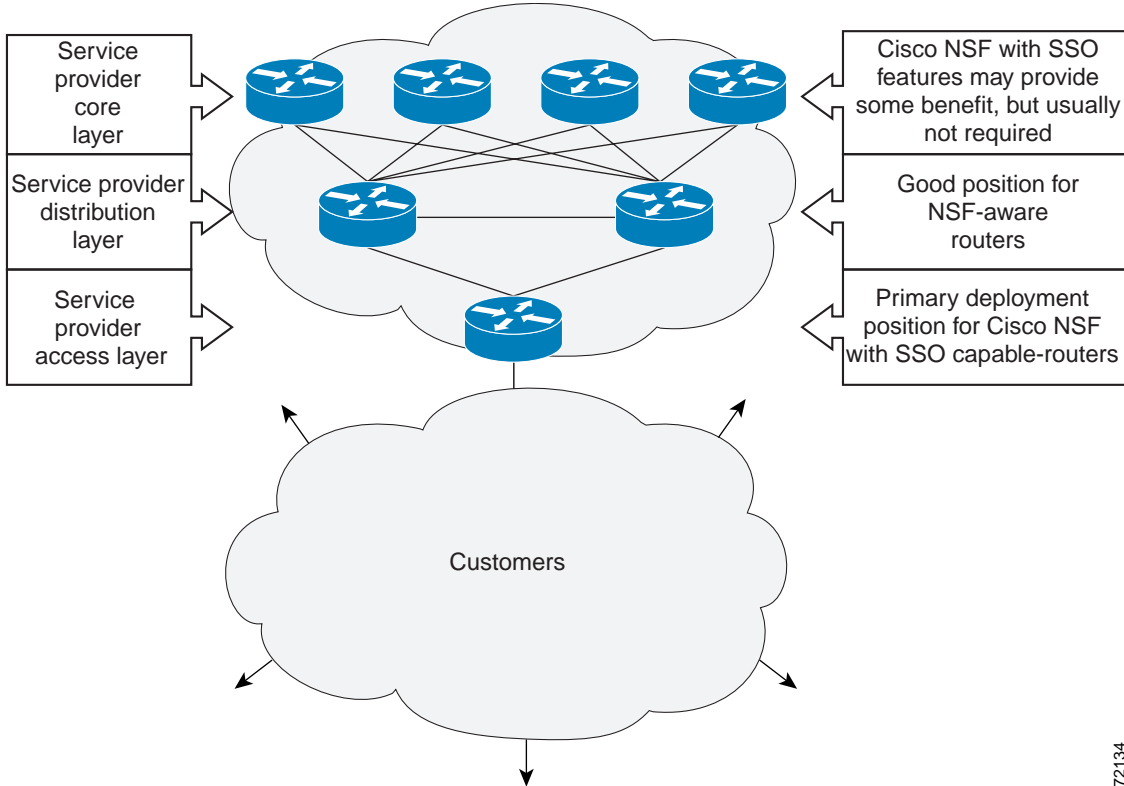 Service
provider
core
layer
Cisco NSF with SSO
features may provide
some benefit, but usually
not required
Service provider
distribution
layer
Good position for
NSF-aware
routers
Service
provider
access layer
Primary deployment
position for Cisco NSF
with SSO capable-routers
Customers
72134